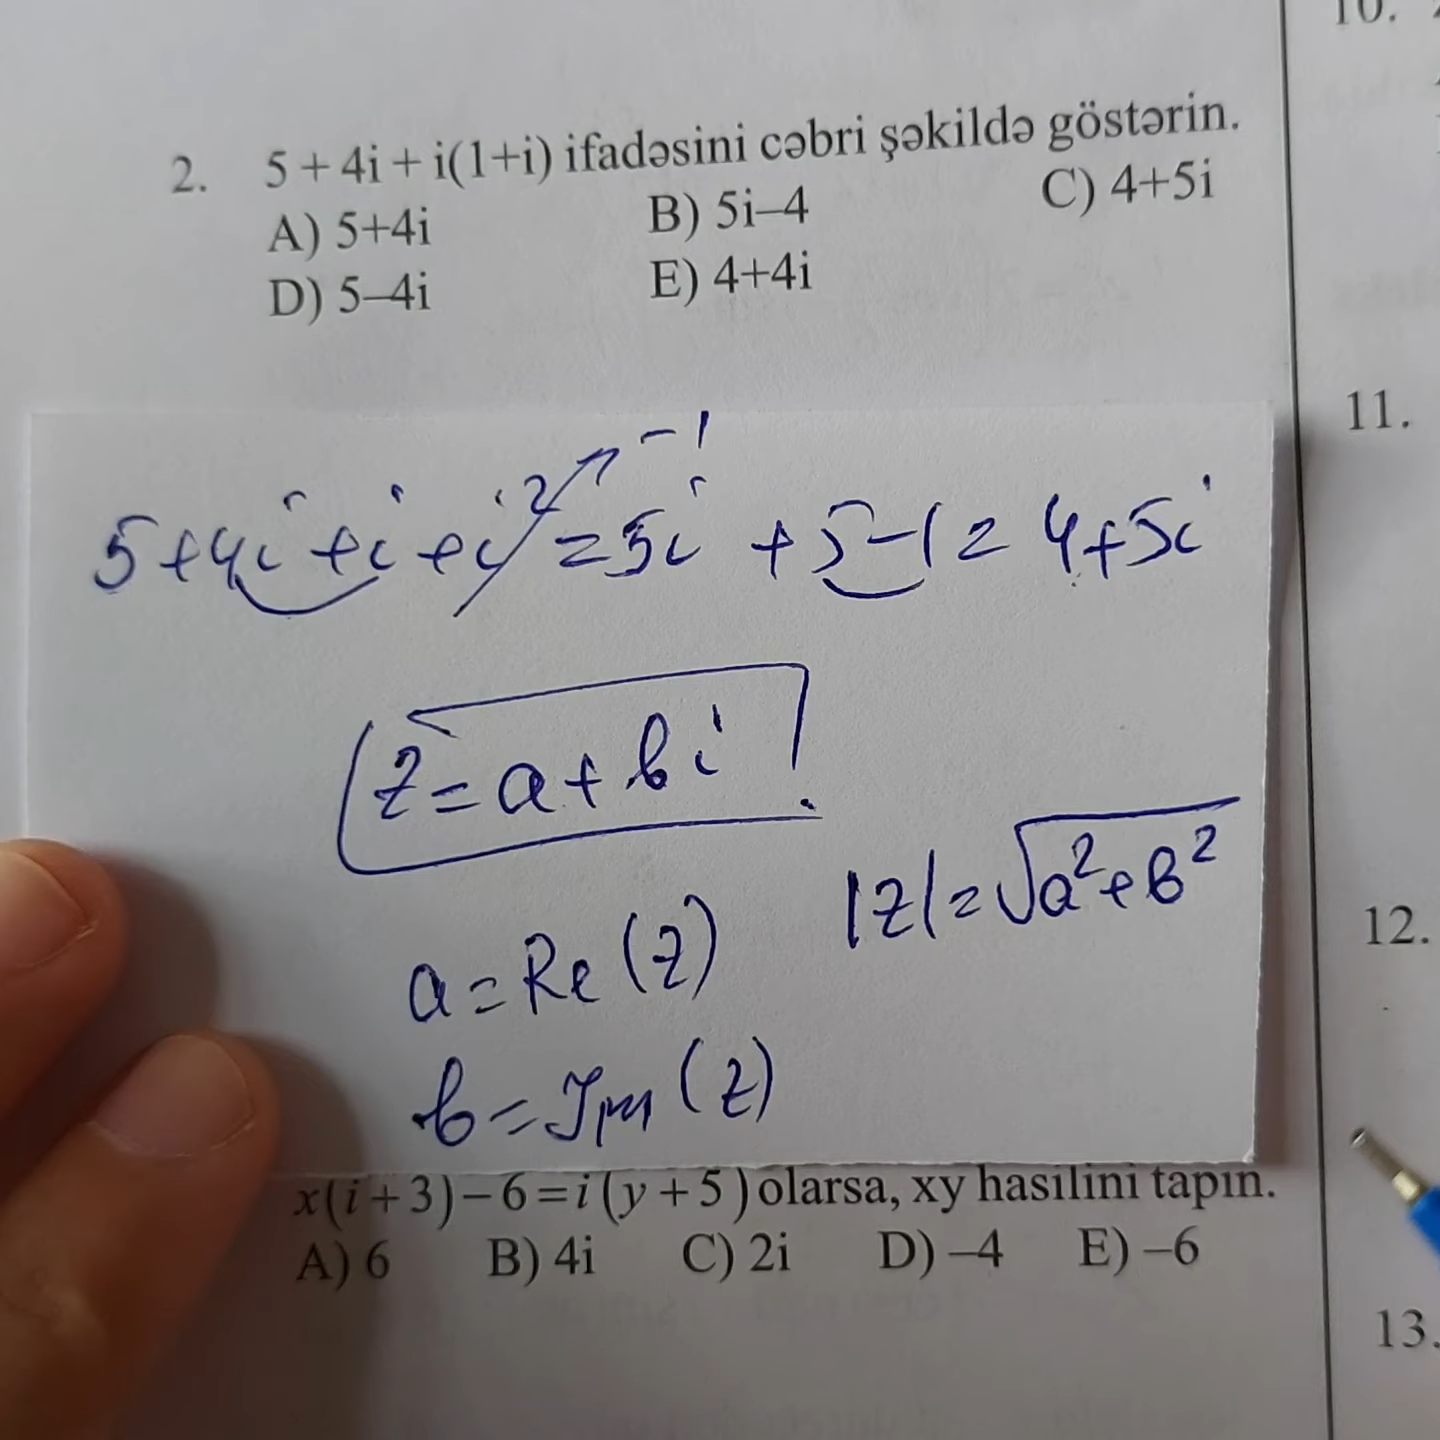 10.
2. 5 + 4i + i(1+i) ifadəsini cəbri şəkildə göstərin.
A) 5+4i B) 5i–4 C) 4+5i
D) 5–4i E) 4+4i
11.
-1
5+4i+i+i²=5i+5-1=4+5i
z=a+bi!
|z|=√a²+b²
a=Re(z)
12.
b=Im(z)
x(i+3)–6=i(y+5) olarsa, xy hasilini tapın.
A) 6 B) 4i C) 2i D) –4 E) –6
13.